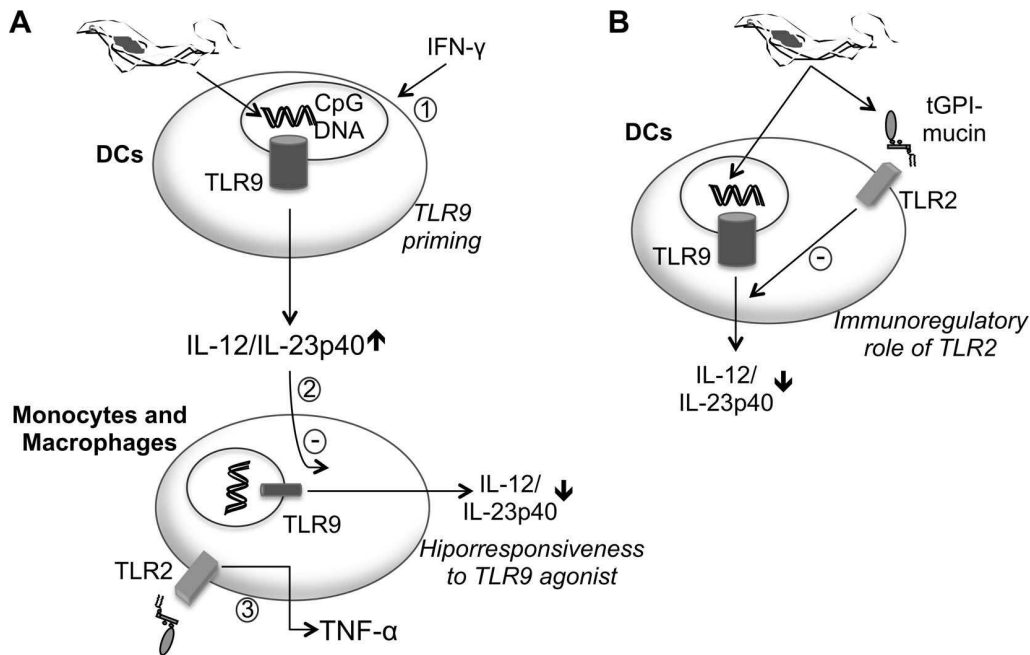 A
IFN-γ
①
CpG
DNA
DCs
TLR9
TLR9
priming
IL-12/IL-23p40
②
Monocytes and
Macrophages
-
TLR9
IL-12/
IL-23p40
Hiporresponsiveness
to TLR9 agonist
TLR2
③
TNF-α
B
tGPI-
mucin
DCs
TLR2
TLR9
-
Immunoregulatory
role of TLR2
IL-12/
IL-23p40